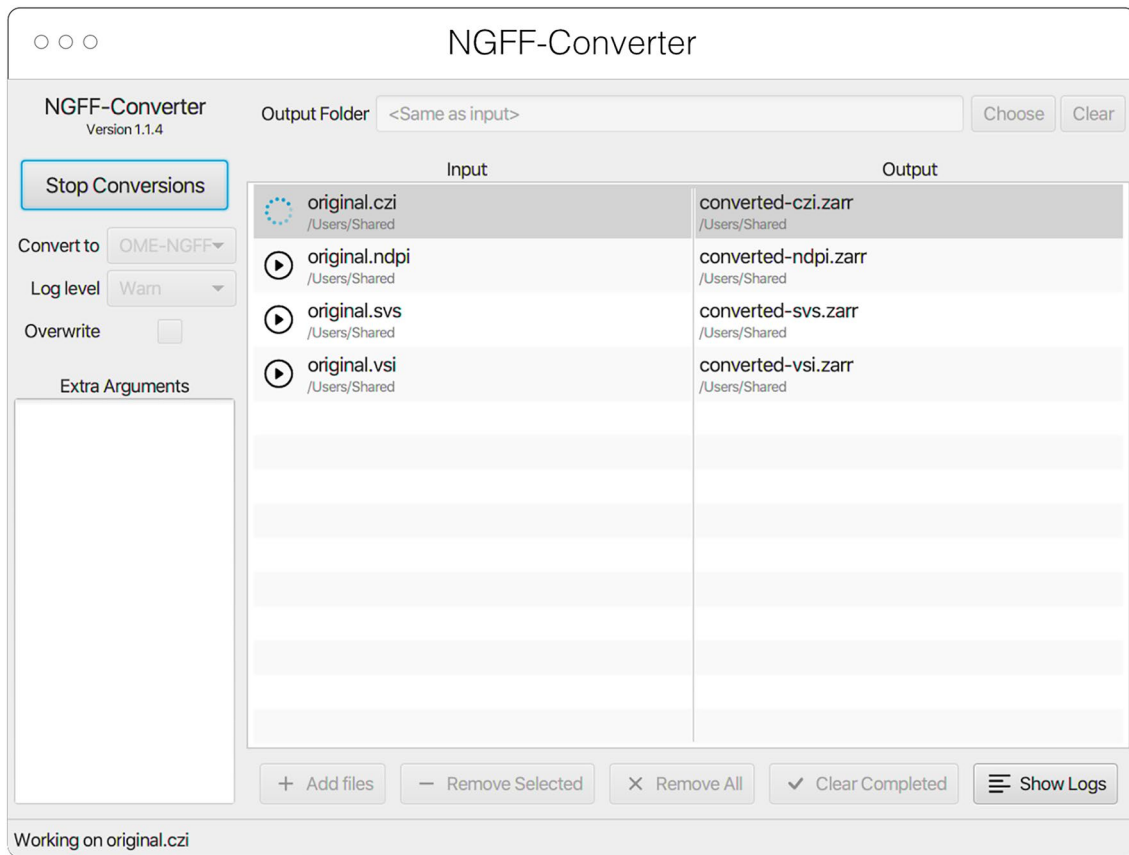 NGFF-Converter
NGFF-Converter
Version 1.1.4
Output Folder <Same as input> Choose Clear
Stop Conversions
Convert to OME-NGFF
Log level Warn
Overwrite
Extra Arguments
Input Output
original.czi converted-czi.zarr
/Users/Shared /Users/Shared
original.ndpi converted-ndpi.zarr
/Users/Shared /Users/Shared
original.svs converted-svs.zarr
/Users/Shared /Users/Shared
original.vsi converted-vsi.zarr
/Users/Shared /Users/Shared
+ Add files − Remove Selected × Remove All ✓ Clear Completed Show Logs
Working on original.czi